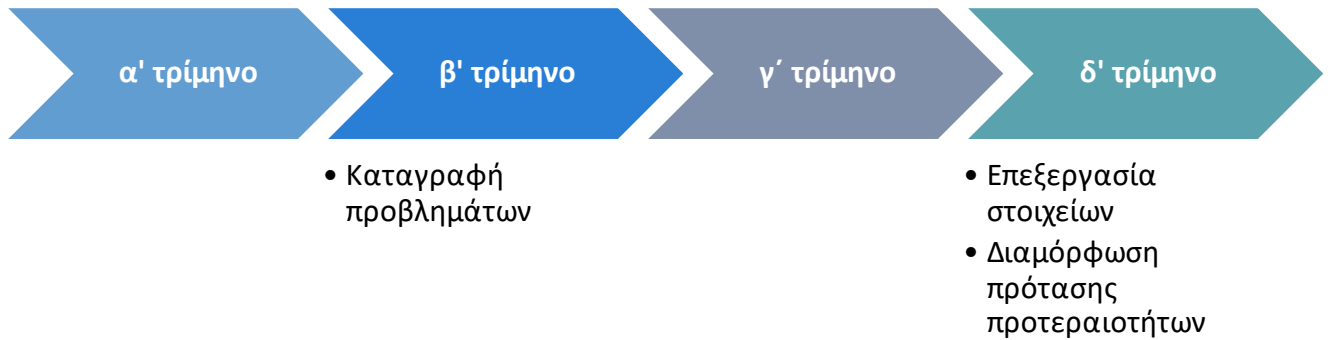 α' τρίμηνο
β' τρίμηνο
γ΄ τρίμηνο
δ' τρίμηνο
• Καταγραφή
προβλημάτων
• Επεξεργασία
στοιχείων
• Διαμόρφωση
πρότασης
προτεραιοτήτων